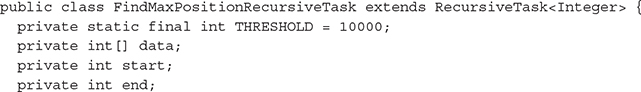 public class FindMaxPositionRecursiveTask extends RecursiveTask<Integer> {
  private static final int THRESHOLD = 10000;
  private int[] data;
  private int start;
  private int end;